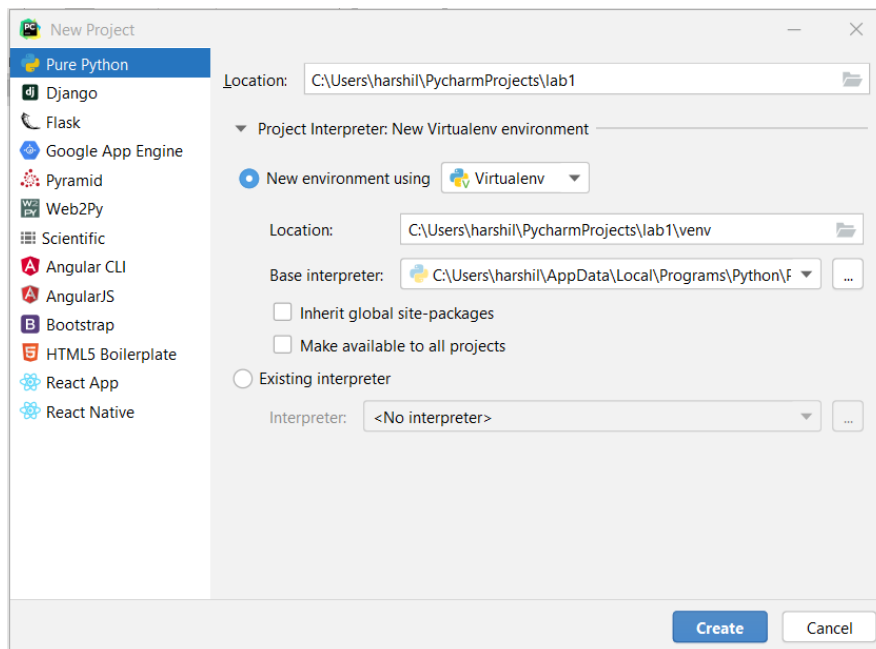 New Project
Pure Python
Django
Flask
Google App Engine
Pyramid
Web2Py
Scientific
Angular CLI
AngularJS
Bootstrap
HTML5 Boilerplate
React App
React Native
Location: C:\Users\harshil\PycharmProjects\lab1
Project Interpreter: New Virtualenv environment
New environment using Virtualenv
Location: C:\Users\harshil\PycharmProjects\lab1\venv
Base interpreter: C:\Users\harshil\AppData\Local\Programs\Python\P ...
Inherit global site-packages
Make available to all projects
Existing interpreter
Interpreter: <No interpreter> ...
Create Cancel